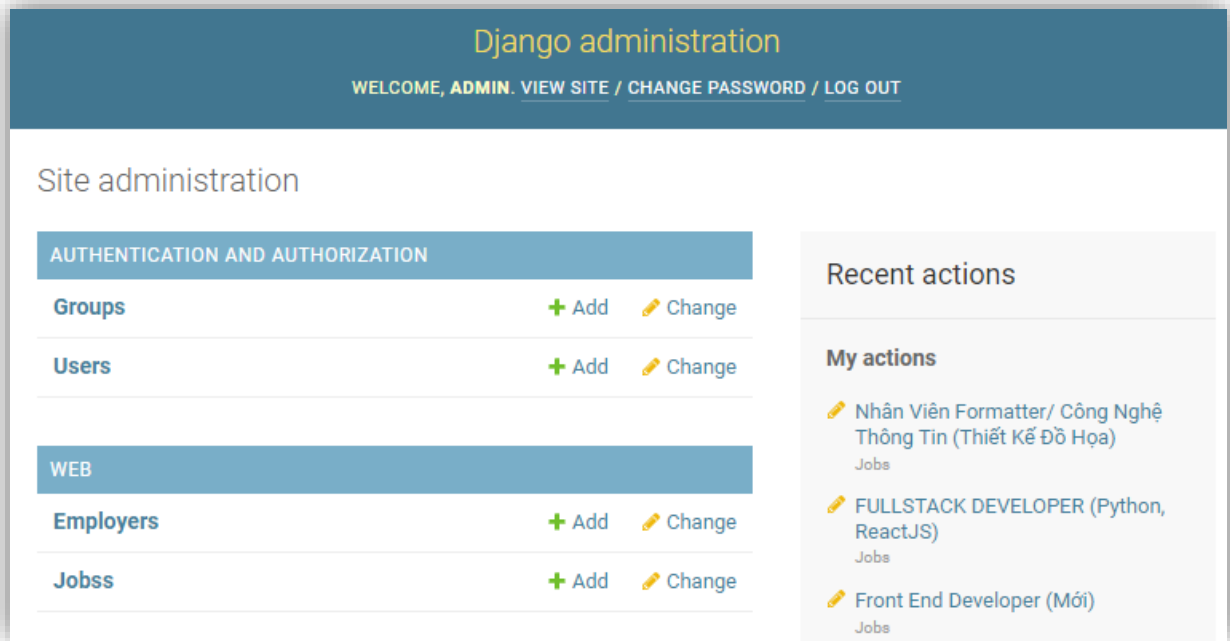 Django administration
WELCOME, ADMIN. VIEW SITE / CHANGE PASSWORD / LOG OUT
Site administration
AUTHENTICATION AND AUTHORIZATION
Groups Add Change
Users Add Change
WEB
Employers Add Change
Jobss Add Change
Recent actions
My actions
Nhân Viên Formatter/ Công Nghệ
Thông Tin (Thiết Kế Đồ Họa)
Jobs
FULLSTACK DEVELOPER (Python,
ReactJS)
Jobs
Front End Developer (Mới)
Jobs